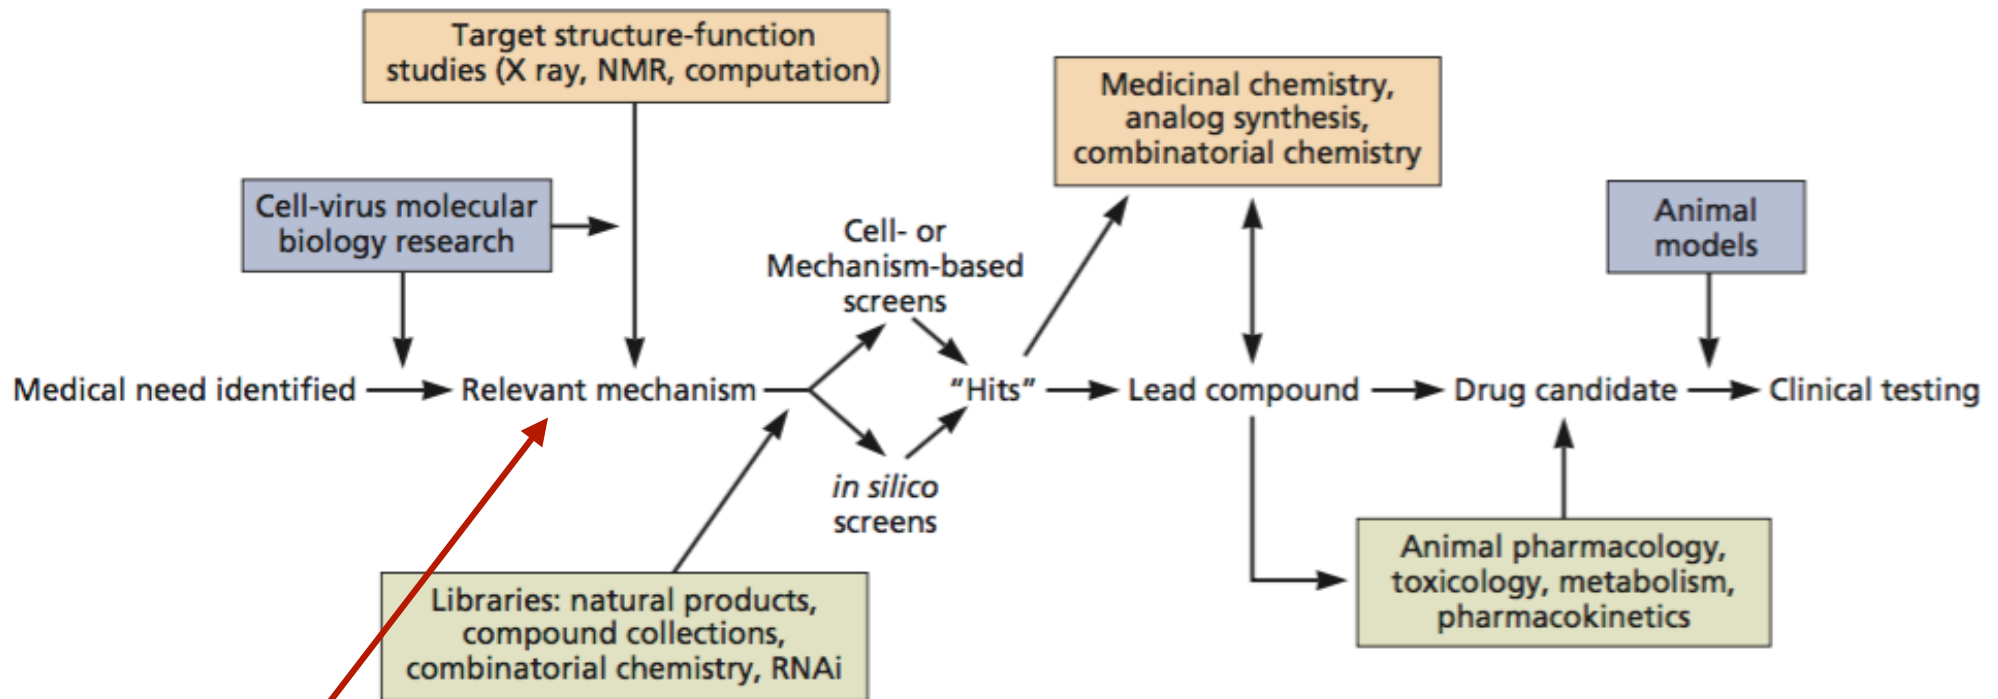 Target structure-function
studies (X ray, NMR, computation)
Medicinal chemistry,
analog synthesis,
combinatorial chemistry
Cell-virus molecular
biology research
Animal
models
Cell- or
Mechanism-based
screens
Medical need identified
Relevant mechanism
“Hits”
Lead compound
Drug candidate
Clinical testing
in silico
screens
Libraries: natural products,
compound collections,
combinatorial chemistry, RNAi
Animal pharmacology,
toxicology, metabolism,
pharmacokinetics